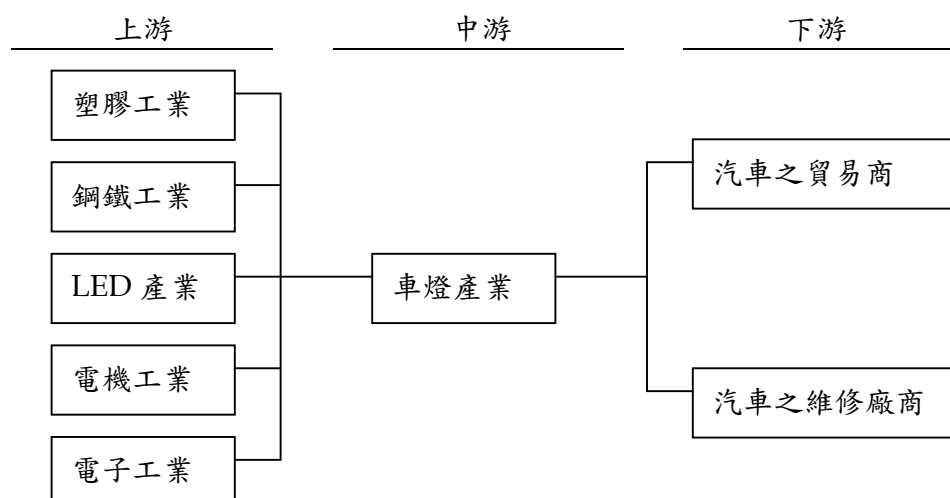 上游
中游
下游
塑膠工業
鋼鐵工業
LED 產業
電機工業
電子工業
車燈產業
汽車之貿易商
汽車之維修廠商